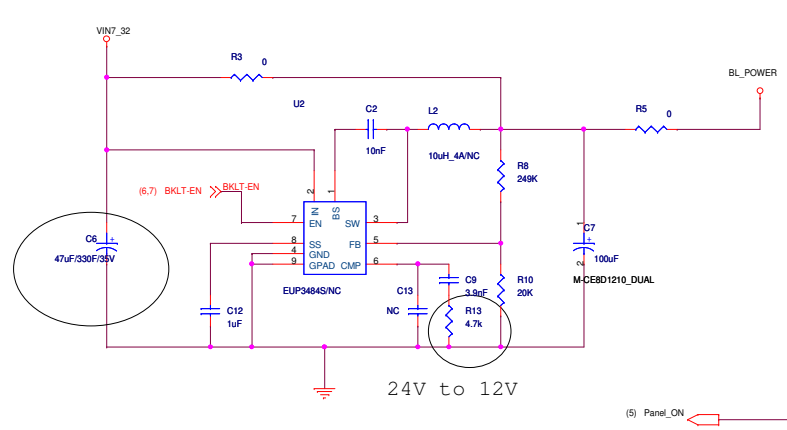 VIN7_32
R3
0
BL_POWER
U2
C2
L2
R5
0
10nF
10uH_4A/NC
R8
249K
(6,7) BKLT-EN
BKLT-EN
2
1
IN
BS
7
EN
SW
3
8
SS
FB
5
4
GND
9
GPAD
CMP
6
EUP3484S/NC
C6
+
47uF/330F/35V
1
C7
+
100uF
2
M-CE8D1210_DUAL
C12
1uF
C13
NC
C9
3.9nF
R10
20K
R13
4.7k
24V to 12V
(5) Panel_ON